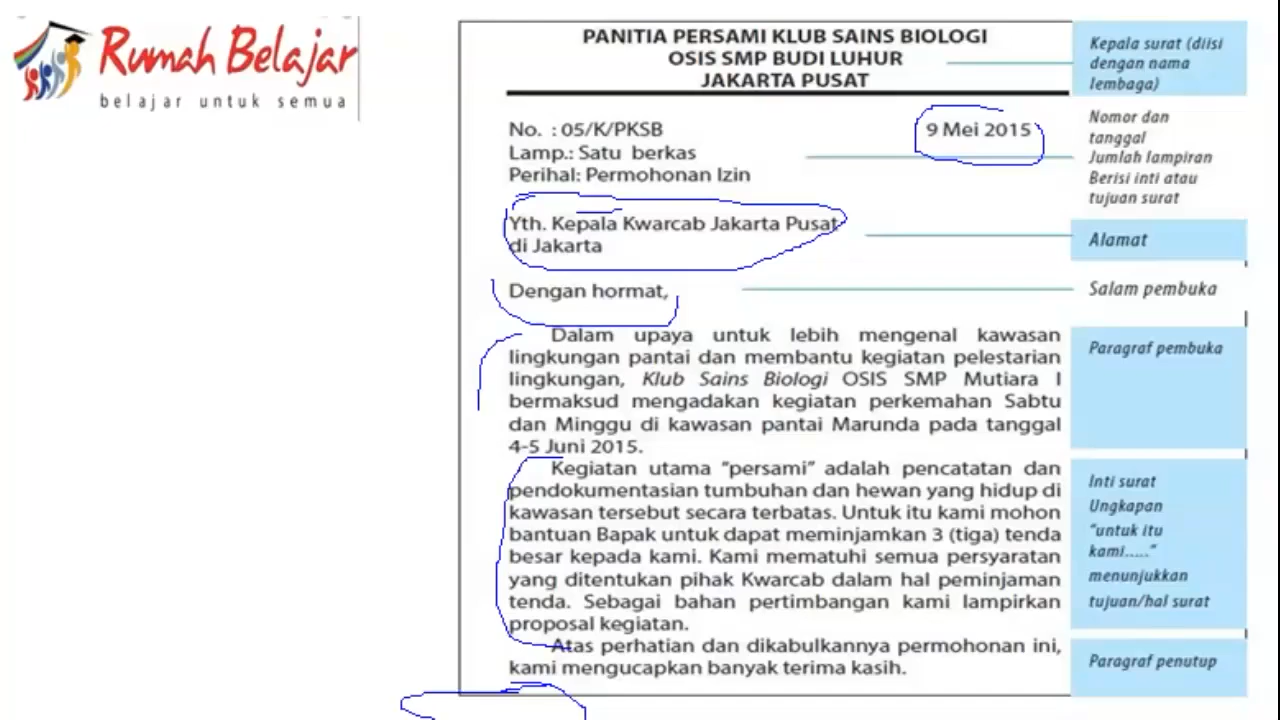 Rumah Belajar
belajar untuk semua
PANITIA PERSAMI KLUB SAINS BIOLOGI
OSIS SMP BUDI LUHUR
JAKARTA PUSAT
Kepala surat (diisi
dengan nama
lembaga)
No. : 05/K/PKSB
9 Mei 2015
Lamp.: Satu berkas
Perihal: Permohonan Izin
Nomor dan
tanggal
Jumlah lampiran
Berisi inti atau
tujuan surat
Yth. Kepala Kwarcab Jakarta Pusat
di Jakarta
Alamat
Dengan hormat,
Salam pembuka
Dalam upaya untuk lebih mengenal kawasan
lingkungan pantai dan membantu kegiatan pelestarian
lingkungan, Klub Sains Biologi OSIS SMP Mutiara I
bermaksud mengadakan kegiatan perkemahan Sabtu
dan Minggu di kawasan pantai Marunda pada tanggal
4-5 Juni 2015.
Paragraf pembuka
Kegiatan utama “persami” adalah pencatatan dan
pendokumentasian tumbuhan dan hewan yang hidup di
kawasan tersebut secara terbatas. Untuk itu kami mohon
bantuan Bapak untuk dapat meminjamkan 3 (tiga) tenda
besar kepada kami. Kami mematuhi semua persyaratan
yang ditentukan pihak Kwarcab dalam hal peminjaman
tenda. Sebagai bahan pertimbangan kami lampirkan
proposal kegiatan.
Inti surat
Ungkapan
“untuk itu
kami.....”
menunjukkan
tujuan/hal surat
Atas perhatian dan dikabulkannya permohonan ini,
kami mengucapkan banyak terima kasih.
Paragraf penutup